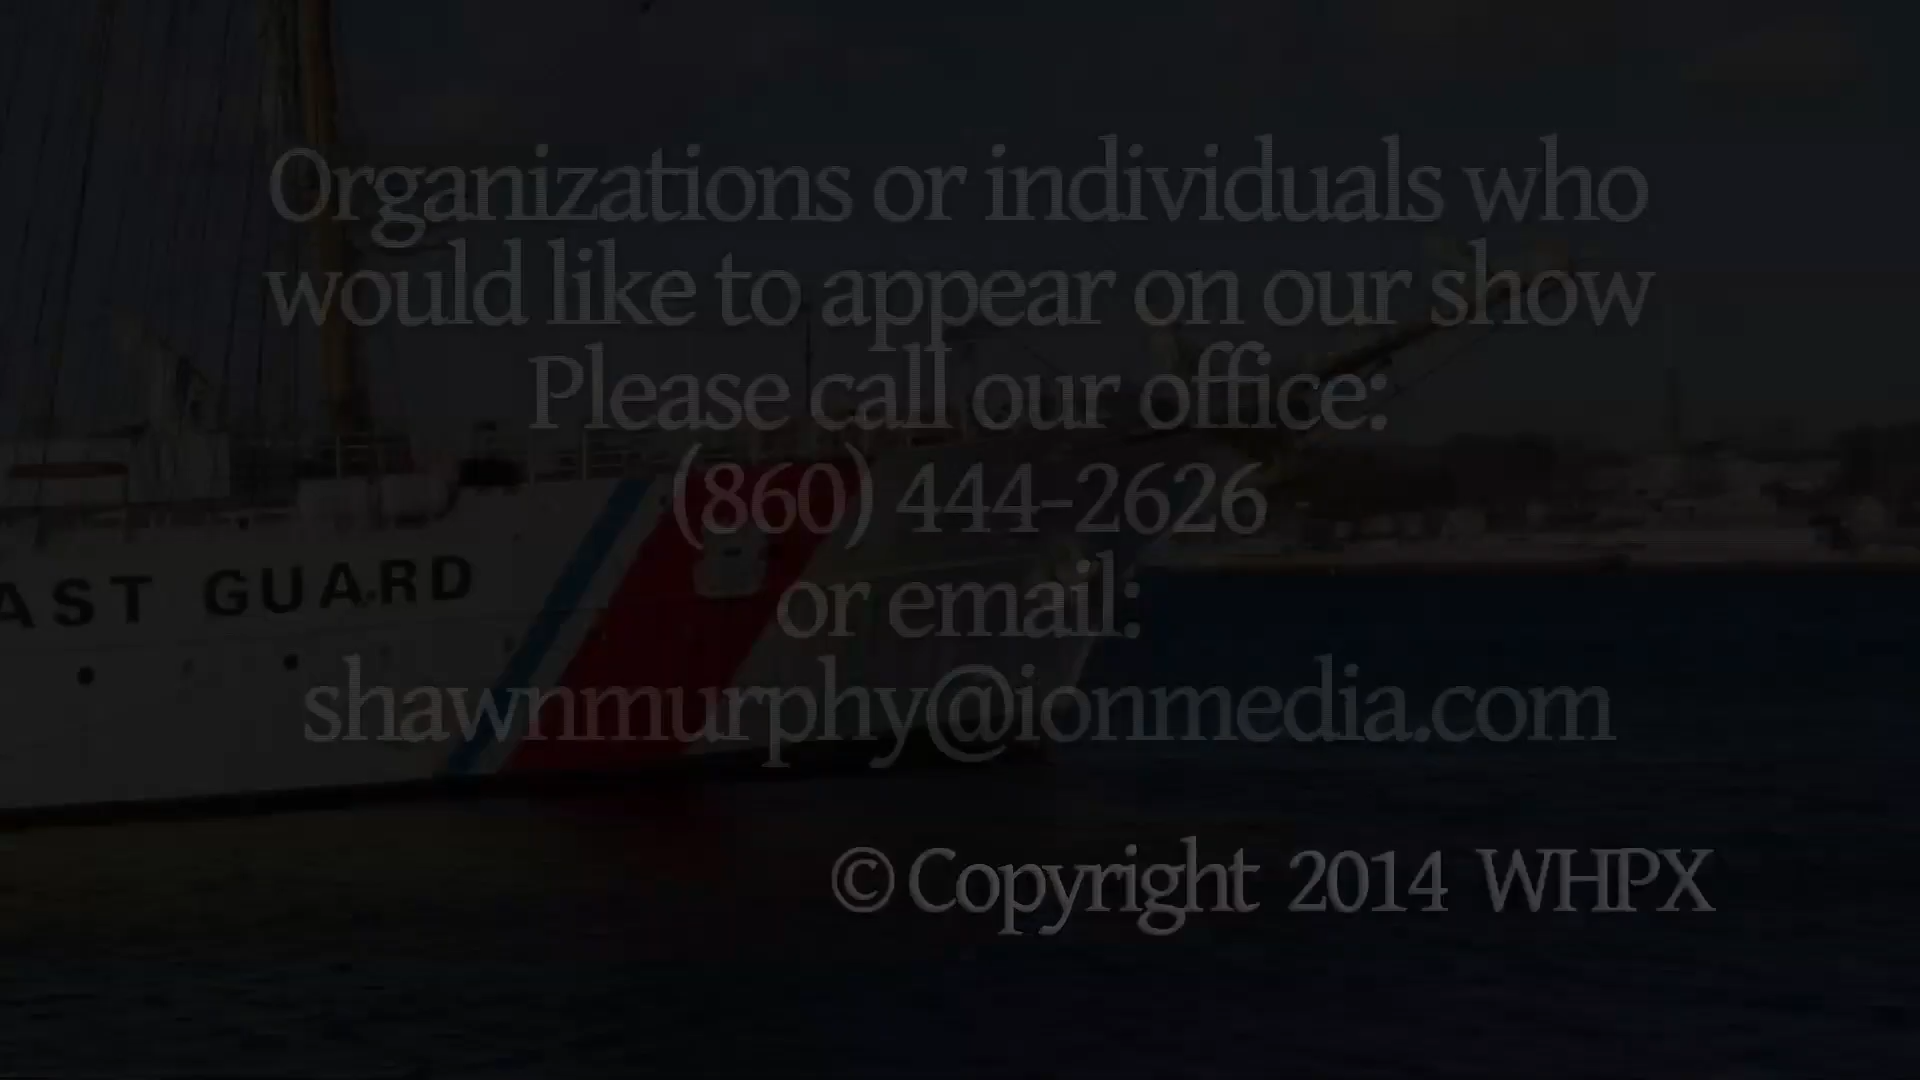 Organizations or individuals who
would like to appear on our show
Please call our office:
(860) 444-2626
or email:
shawnmurphy@ionmedia.com
AST GUARD
© Copyright 2014 WHPX